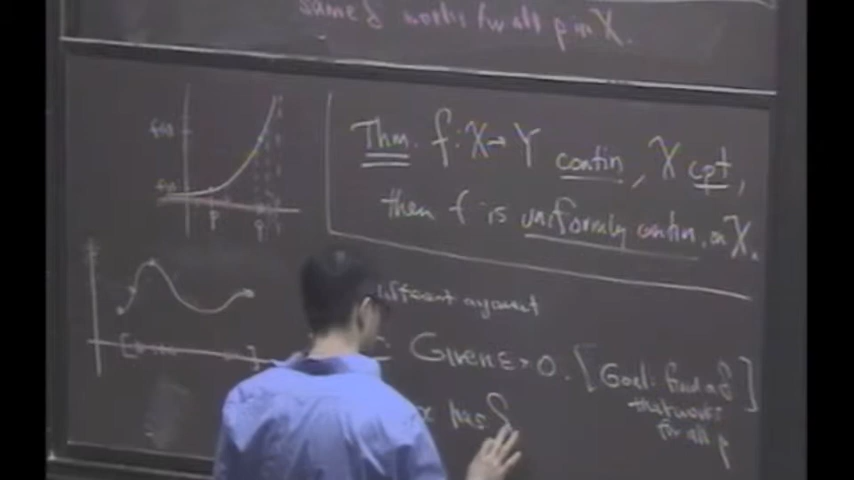 same δ works for all p in X.
Thm. f: X→Y contin, X cpt,
then f is uniformly contin. on X.
f(q)
f(p)
p q
different argument
Given ε>0. [Goal: find a δ
that works
for all p]
x has δ